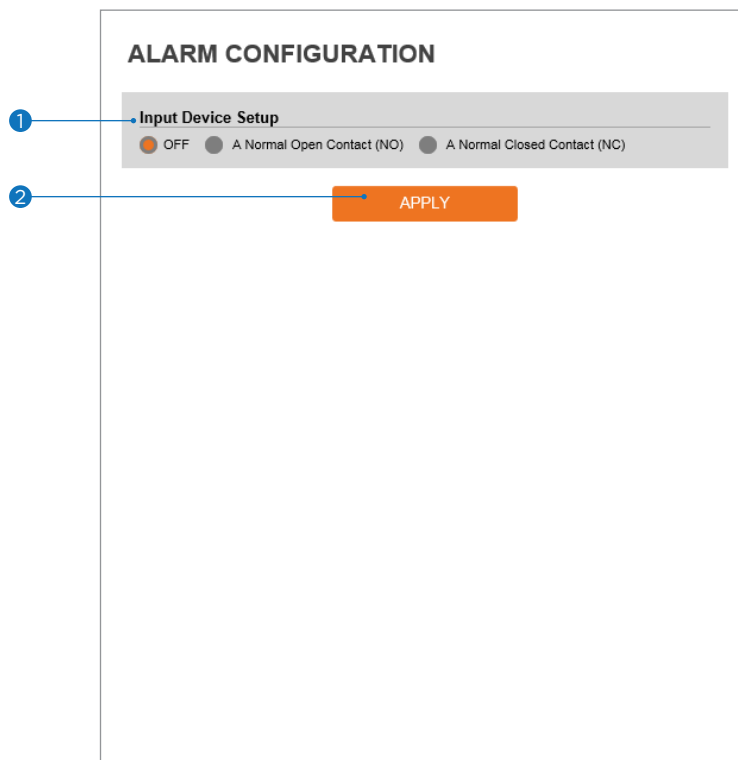 ALARM CONFIGURATION
1
Input Device Setup
OFF A Normal Open Contact (NO) A Normal Closed Contact (NC)
2
APPLY